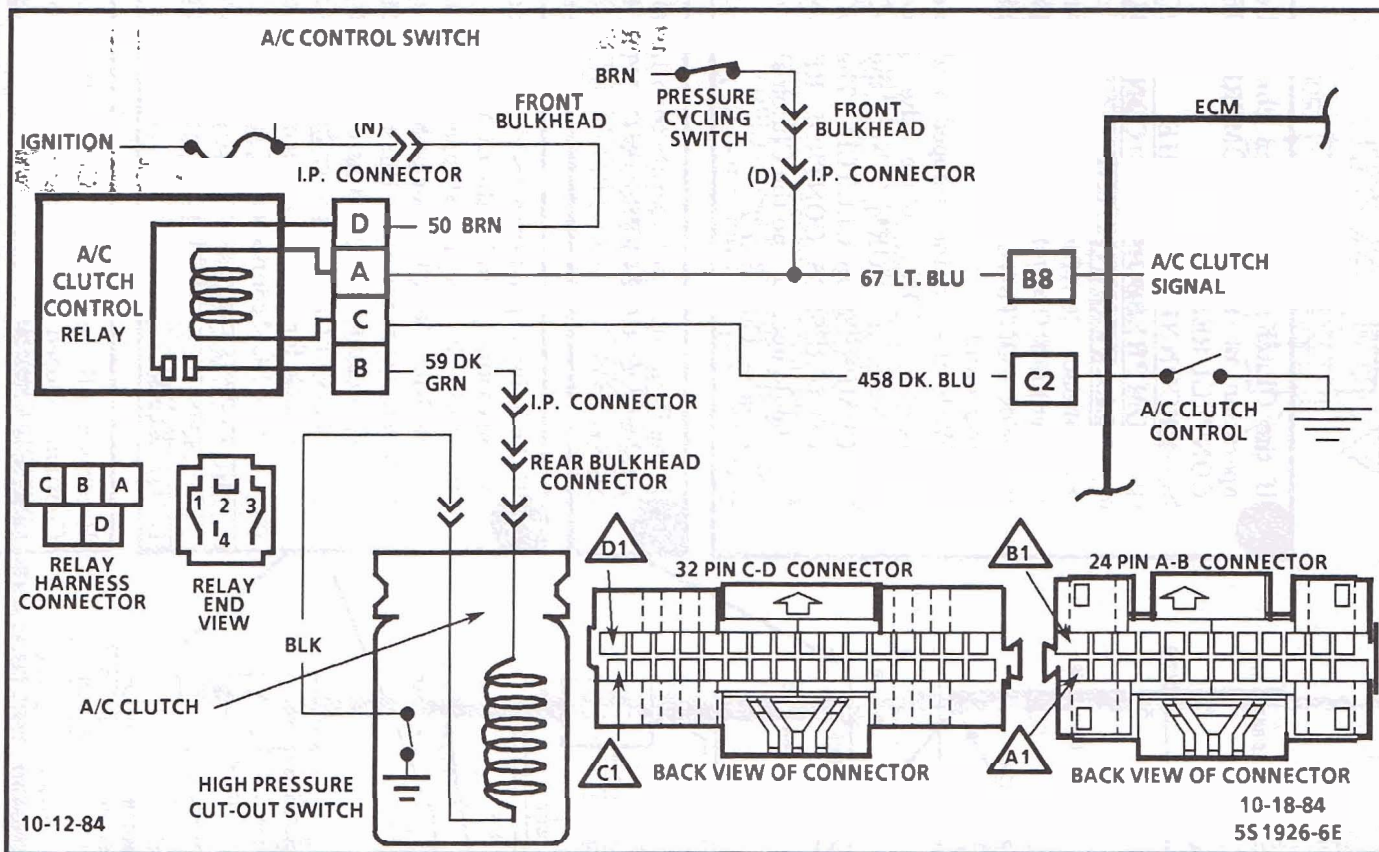 A/C CONTROL SWITCH
BRN
PRESSURE
CYCLING
SWITCH
FRONT
BULKHEAD
FRONT
BULKHEAD
ECM
IGNITION
(N)
I.P. CONNECTOR
(D)
I.P. CONNECTOR
A/C
CLUTCH
CONTROL
RELAY
D
A
C
B
50 BRN
67 LT. BLU
B8
A/C CLUTCH
SIGNAL
59 DK
GRN
458 DK. BLU
C2
A/C CLUTCH
CONTROL
I.P. CONNECTOR
REAR BULKHEAD
CONNECTOR
C B A
D
RELAY
HARNESS
CONNECTOR
1 2 3
4
RELAY
END
VIEW
BLK
A/C CLUTCH
HIGH PRESSURE
CUT-OUT SWITCH
D1
32 PIN C-D CONNECTOR
C1
BACK VIEW OF CONNECTOR
B1
24 PIN A-B CONNECTOR
A1
BACK VIEW OF CONNECTOR
10-12-84
10-18-84
5S 1926-6E